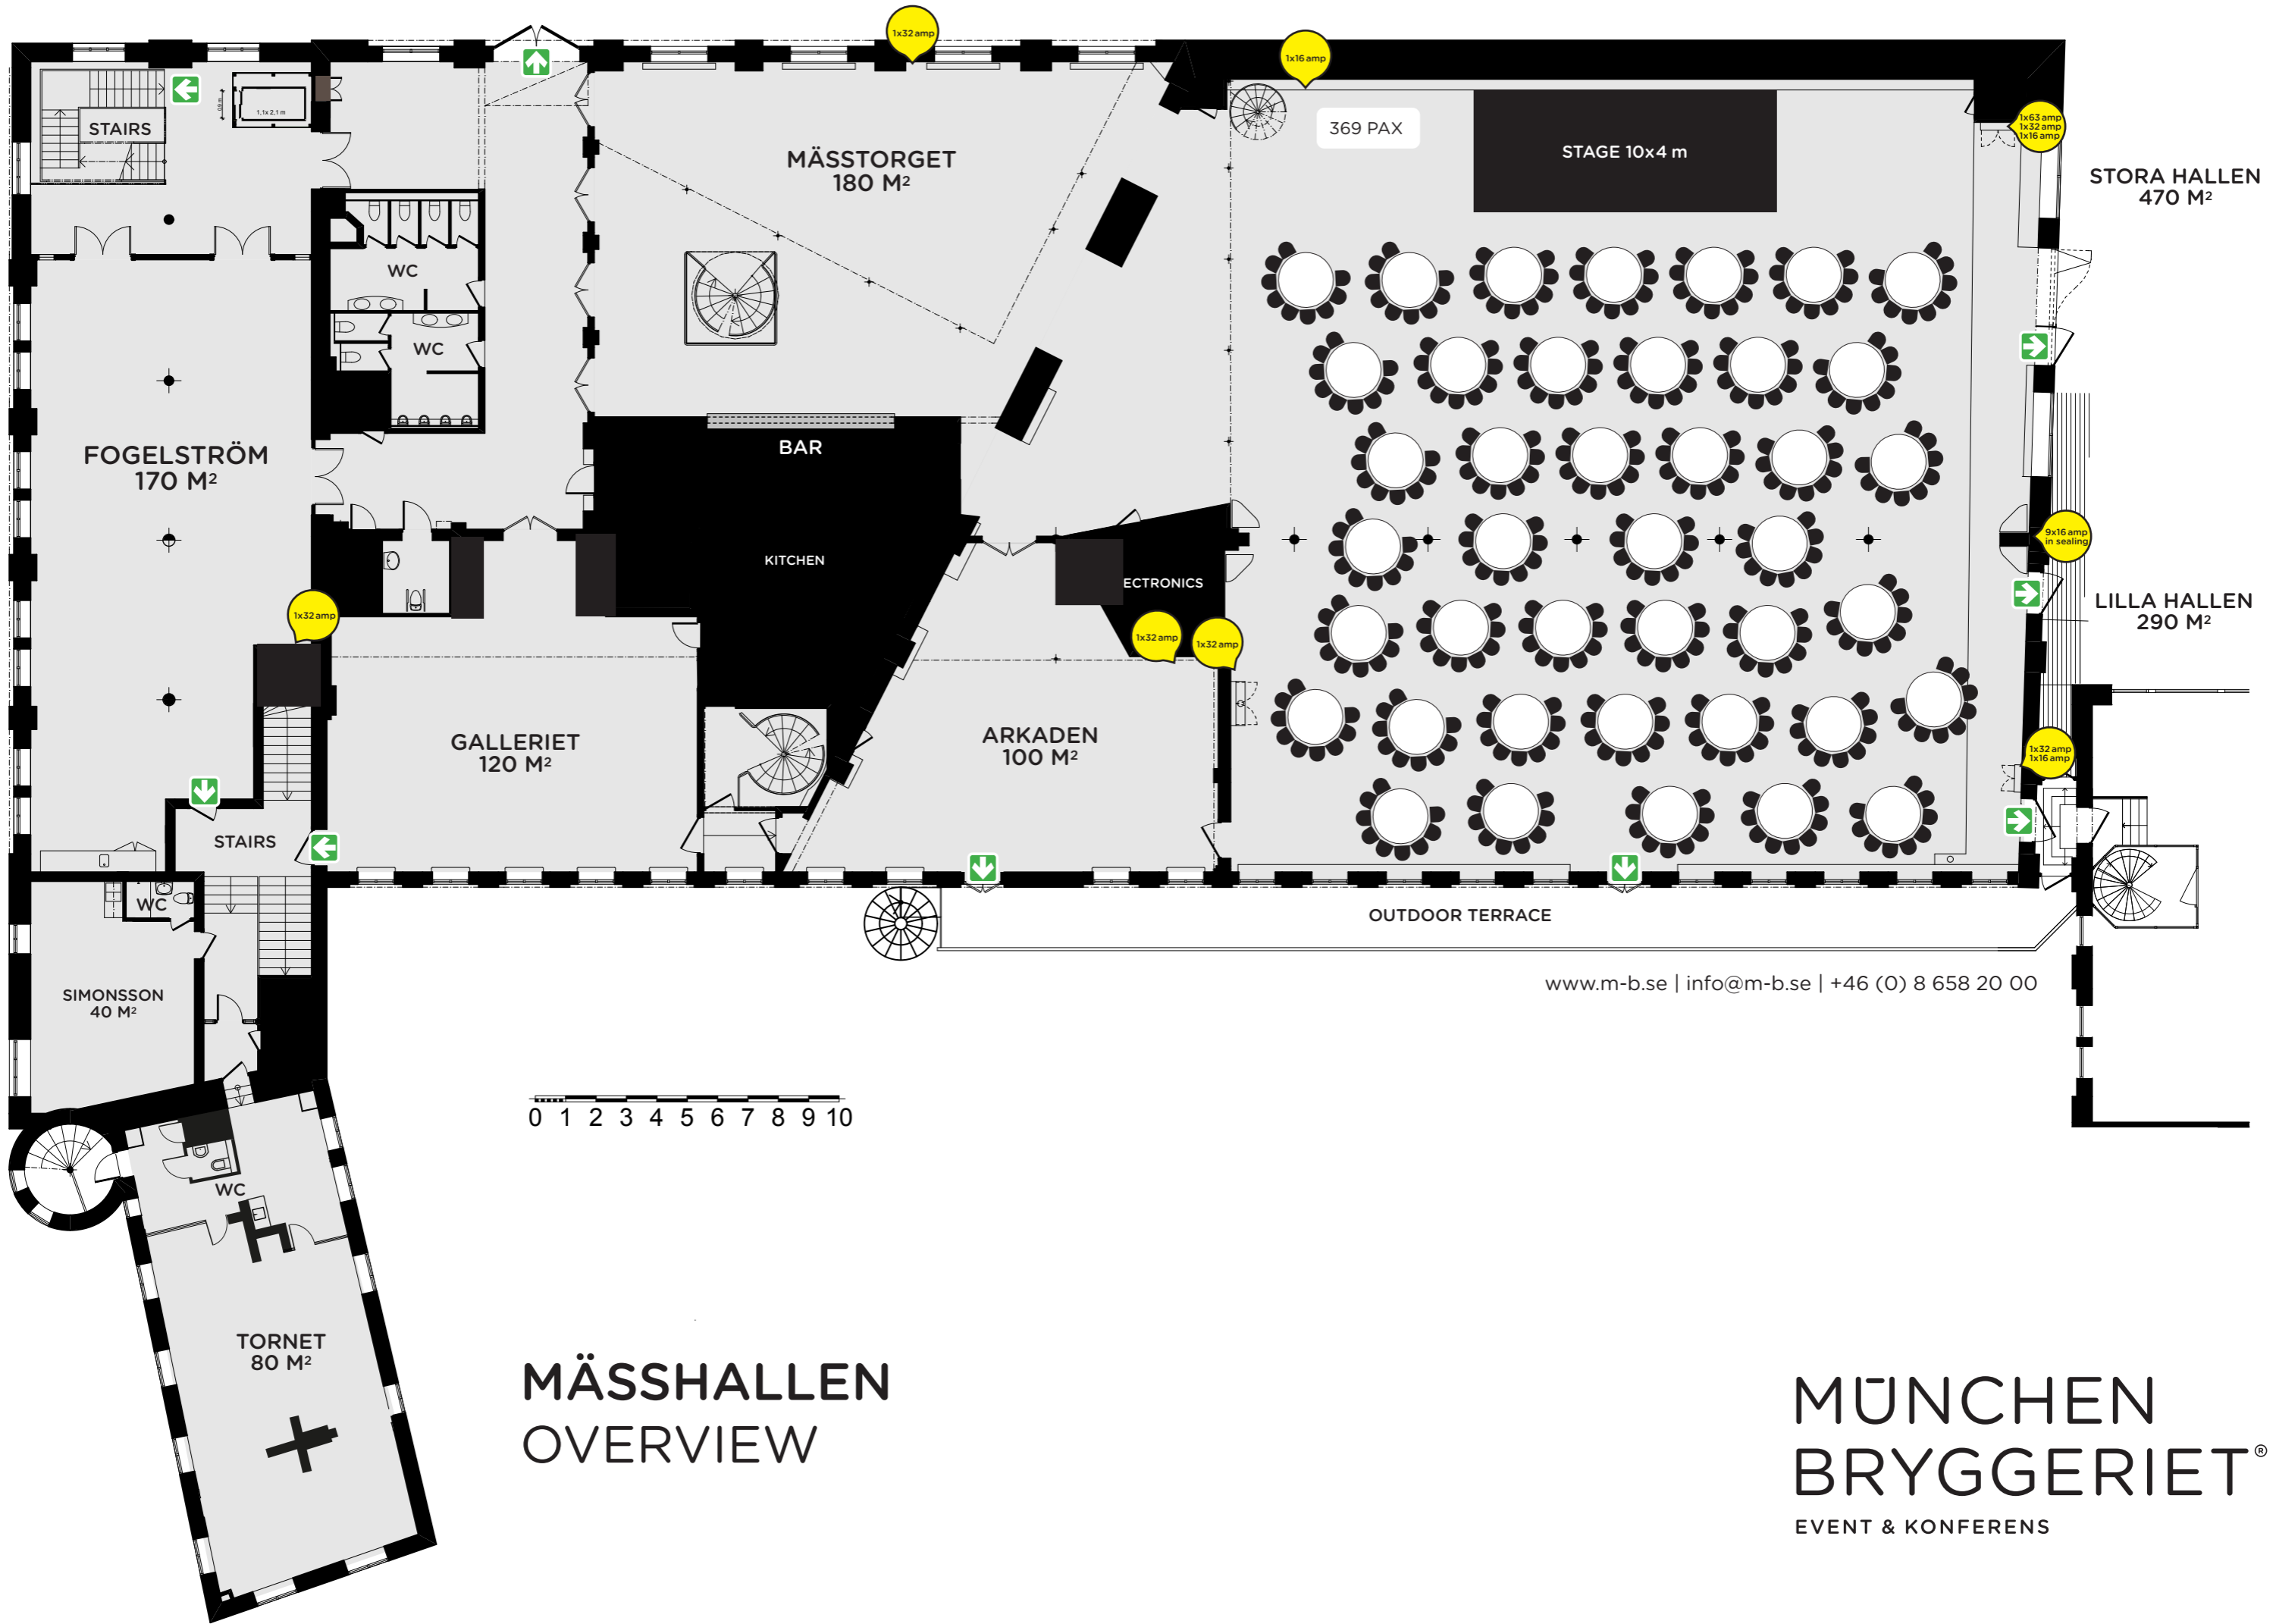 1x32 amp
1x16 amp
1x63 amp
1x32 amp
1x16 amp
1,1x 2,1 m
STAIRS
369 PAX
STAGE 10x4 m
MÄSSTORGET
180 M²
STORA HALLEN
470 M²
WC
WC
BAR
FOGELSTRÖM
170 M²
KITCHEN
ECTRONICS
9x16 amp
in sealing
LILLA HALLEN
290 M²
1x32 amp
1x32 amp
1x32 amp
GALLERIET
120 M²
ARKADEN
100 M²
1x32 amp
1x16 amp
STAIRS
WC
OUTDOOR TERRACE
SIMONSSON
40 M²
www.m-b.se | info@m-b.se | +46 (0) 8 658 20 00
0 1 2 3 4 5 6 7 8 9 10
WC
TORNET
80 M²
MÄSSHALLEN
OVERVIEW
MÜNCHEN
BRYGGERIET®
EVENT & KONFERENS